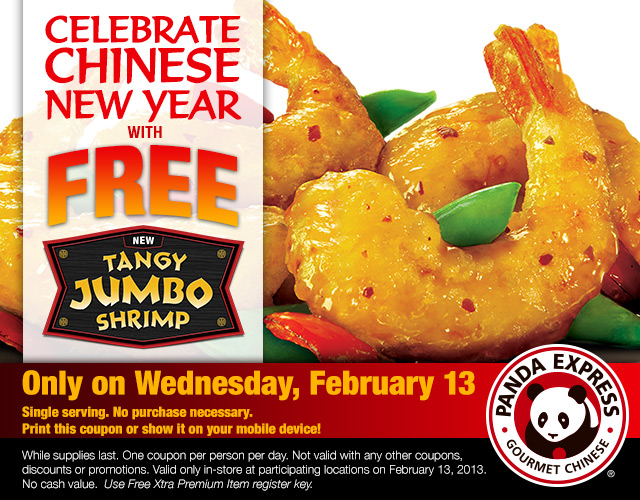 CELEBRATE
CHINESE
NEW YEAR
WITH
FREE
NEW
TANGY
JUMBO
SHRIMP
Only on Wednesday, February 13
Single serving. No purchase necessary.
Print this coupon or show it on your mobile device!
While supplies last. One coupon per person per day. Not valid with any other coupons,
discounts or promotions. Valid only in-store at participating locations on February 13, 2013.
No cash value. Use Free Xtra Premium Item register key.
PANDA EXPRESS
GOURMET CHINESE
®